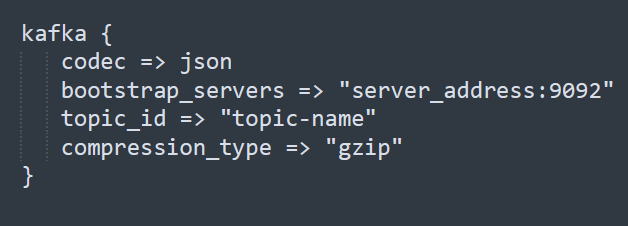 kafka {
codec => json
bootstrap_servers => "server_address:9092"
topic_id => "topic-name"
compression_type => "gzip"
}